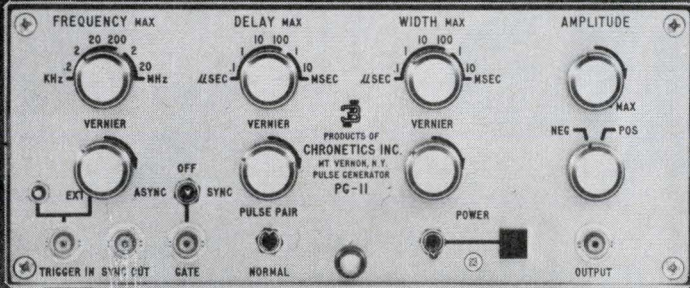 FREQUENCY MAX
DELAY MAX
WIDTH MAX
AMPLITUDE
20 200
2 2
.2 20
KHz MHz
10 100
1 1
.1 10
μSEC MSEC
10 100
1 1
.1 10
μSEC MSEC
MAX
VERNIER
VERNIER
VERNIER
NEG POS
PRODUCTS OF
CHRONETICS INC.
MT VERNON, N.Y.
PULSE GENERATOR
PG-11
EXT
OFF
ASYNC SYNC
PULSE PAIR
POWER
TRIGGER IN SYNC OUT GATE NORMAL OUTPUT